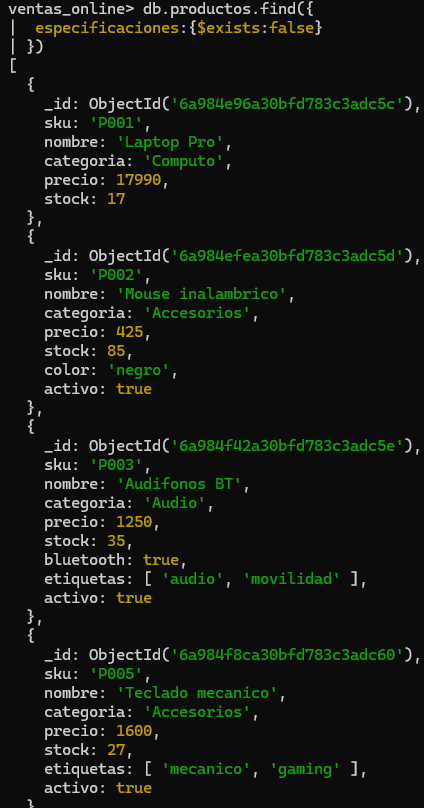 ventas_online> db.productos.find({
|  especificaciones:{$exists:false}
| })
[
  {
    _id: ObjectId('6a984e96a30bfd783c3adc5c'),
    sku: 'P001',
    nombre: 'Laptop Pro',
    categoria: 'Computo',
    precio: 17990,
    stock: 17
  },
  {
    _id: ObjectId('6a984efea30bfd783c3adc5d'),
    sku: 'P002',
    nombre: 'Mouse inalambrico',
    categoria: 'Accesorios',
    precio: 425,
    stock: 85,
    color: 'negro',
    activo: true
  },
  {
    _id: ObjectId('6a984f42a30bfd783c3adc5e'),
    sku: 'P003',
    nombre: 'Audifonos BT',
    categoria: 'Audio',
    precio: 1250,
    stock: 35,
    bluetooth: true,
    etiquetas: [ 'audio', 'movilidad' ],
    activo: true
  },
  {
    _id: ObjectId('6a984f8ca30bfd783c3adc60'),
    sku: 'P005',
    nombre: 'Teclado mecanico',
    categoria: 'Accesorios',
    precio: 1600,
    stock: 27,
    etiquetas: [ 'mecanico', 'gaming' ],
    activo: true
  }